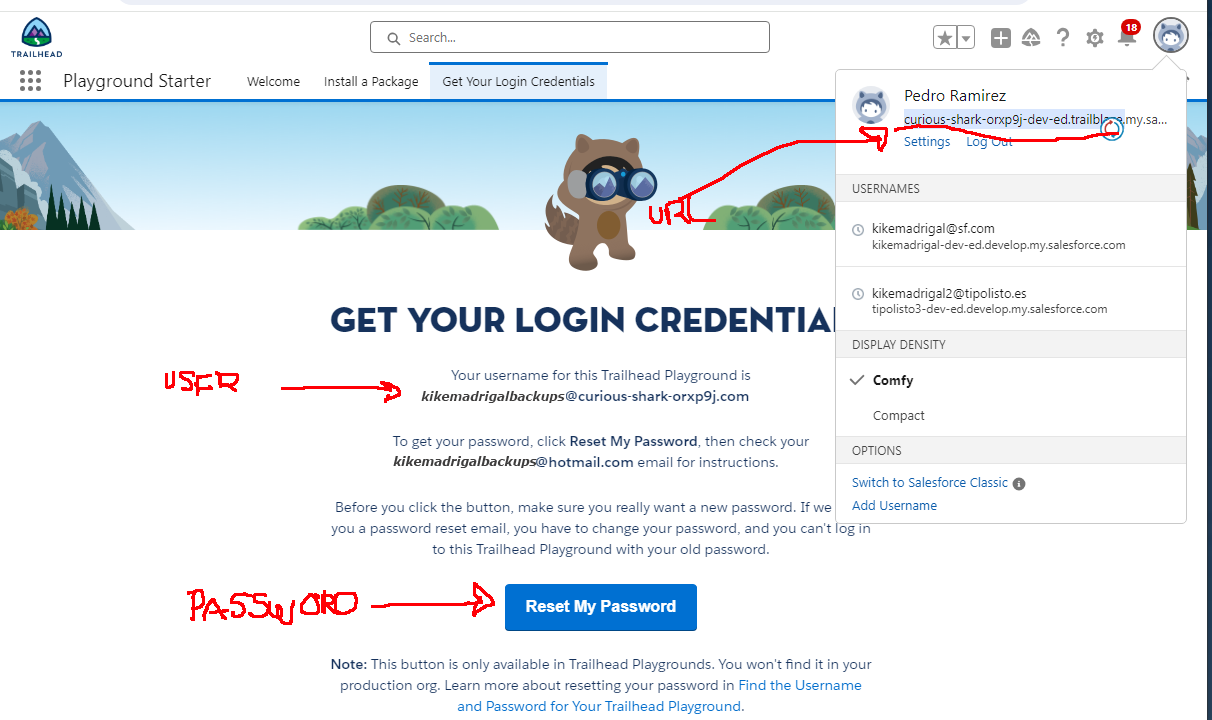 TRAILHEAD
Search...
18
Playground Starter
Welcome
Install a Package
Get Your Login Credentials
Pedro Ramirez
curious-shark-orxp9j-dev-ed.trailblaze.my.sa...
Settings
Log Out
URL
USERNAMES
kikemadrigal@sf.com
kikemadrigal-dev-ed.develop.my.salesforce.com
kikemadrigal2@tipolisto.es
tipolisto3-dev-ed.develop.my.salesforce.com
DISPLAY DENSITY
Comfy
Compact
OPTIONS
Switch to Salesforce Classic
Add Username
GET YOUR LOGIN CREDENTIA
USER
Your username for this Trailhead Playground is
kikemadrigalbackups@curious-shark-orxp9j.com
To get your password, click Reset My Password, then check your
kikemadrigalbackups@hotmail.com email for instructions.
Before you click the button, make sure you really want a new password. If we
you a password reset email, you have to change your password, and you can't log in
to this Trailhead Playground with your old password.
PASSWORD
Reset My Password
Note: This button is only available in Trailhead Playgrounds. You won't find it in your
production org. Learn more about resetting your password in Find the Username
and Password for Your Trailhead Playground.